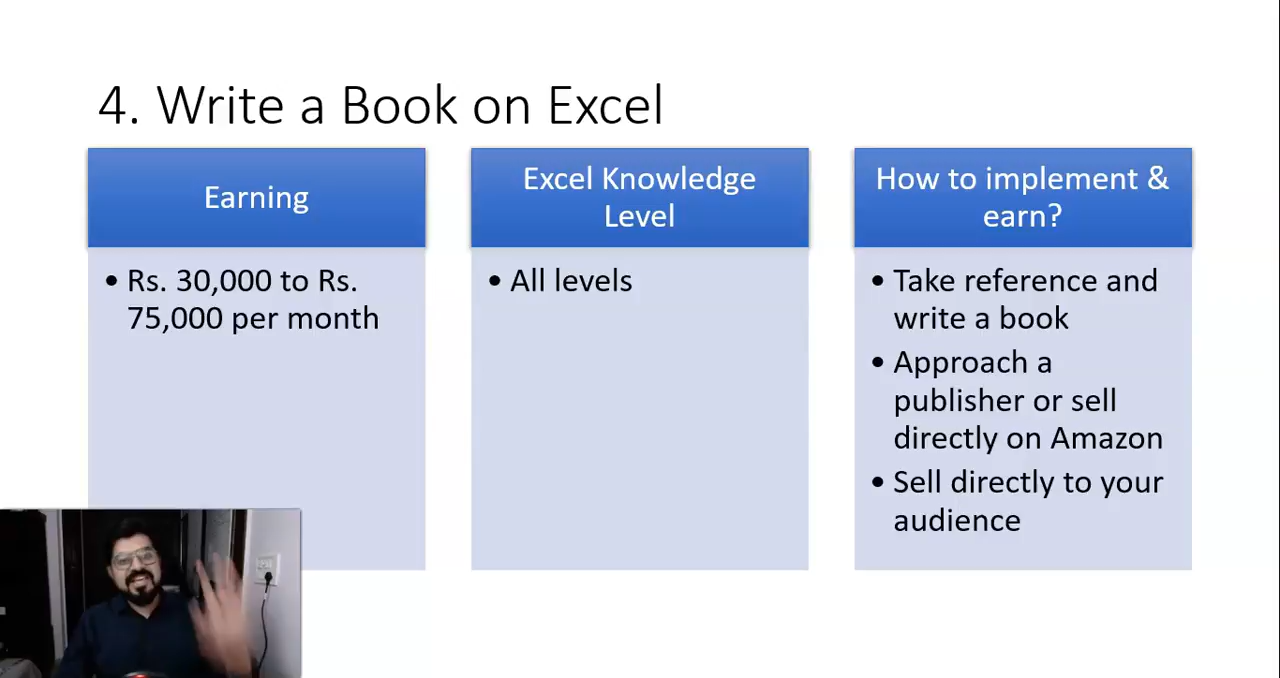 4. Write a Book on Excel
Earning
• Rs. 30,000 to Rs.
75,000 per month
Excel Knowledge
Level
• All levels
How to implement &
earn?
• Take reference and
write a book
• Approach a
publisher or sell
directly on Amazon
• Sell directly to your
audience